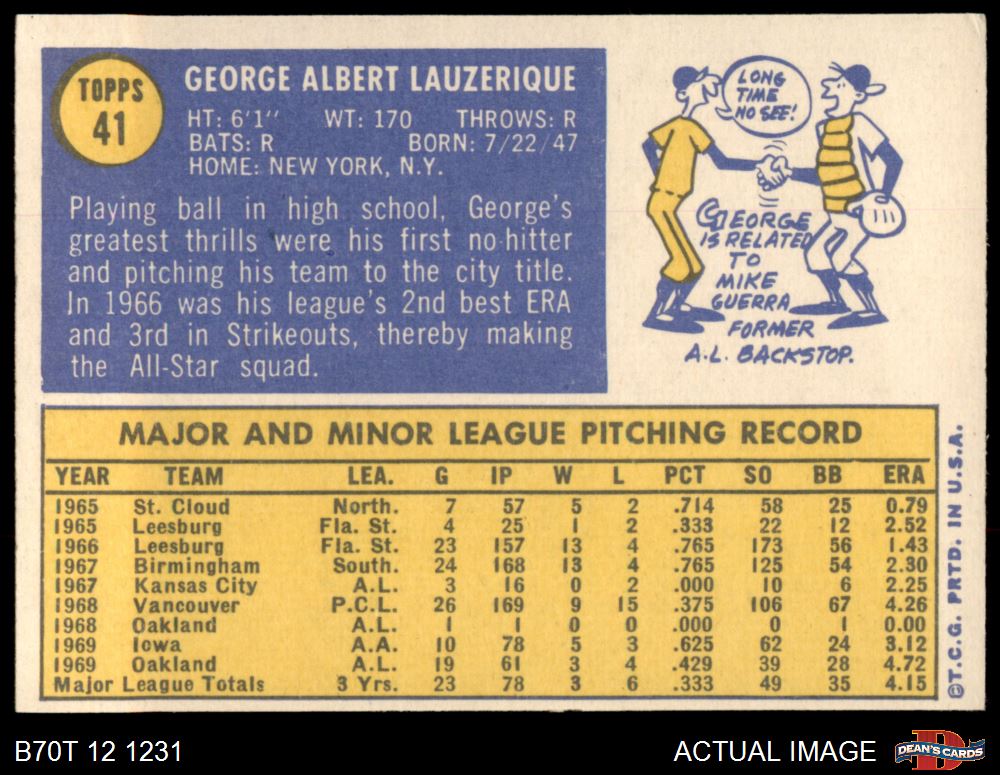 TOPPS
41
GEORGE ALBERT LAUZERIQUE
HT: 6'1" WT: 170 THROWS: R
BATS: R BORN: 7/22/47
HOME: NEW YORK, N.Y.
Playing ball in high school, George's
greatest thrills were his first no-hitter
and pitching his team to the city title.
In 1966 was his league's 2nd best ERA
and 3rd in Strikeouts, thereby making
the All-Star squad.
LONG
TIME
NO SEE!
GEORGE
IS RELATED
TO
MIKE
GUERRA
FORMER
A.L. BACKSTOP.
MAJOR AND MINOR LEAGUE PITCHING RECORD
YEAR TEAM LEA. G IP W L PCT SO BB ERA
1965 St. Cloud North. 7 57 5 2 .714 58 25 0.79
1965 Leesburg Fla. St. 4 25 1 2 .333 22 12 2.52
1966 Leesburg Fla. St. 23 157 13 4 .765 173 56 1.43
1967 Birmingham South. 24 168 13 4 .765 125 54 2.30
1967 Kansas City A.L. 3 16 0 2 .000 10 6 2.25
1968 Vancouver P.C.L. 26 169 9 15 .375 106 67 4.26
1968 Oakland A.L. 1 1 0 0 .000 0 1 0.00
1969 Iowa A.A. 10 78 5 3 .625 62 24 3.12
1969 Oakland A.L. 19 61 3 4 .429 39 28 4.72
Major League Totals 3 Yrs. 23 78 3 6 .333 49 35 4.15
©T.C.G. PRTD. IN U.S.A.
B70T 12 1231
ACTUAL IMAGE
DEAN'S CARDS